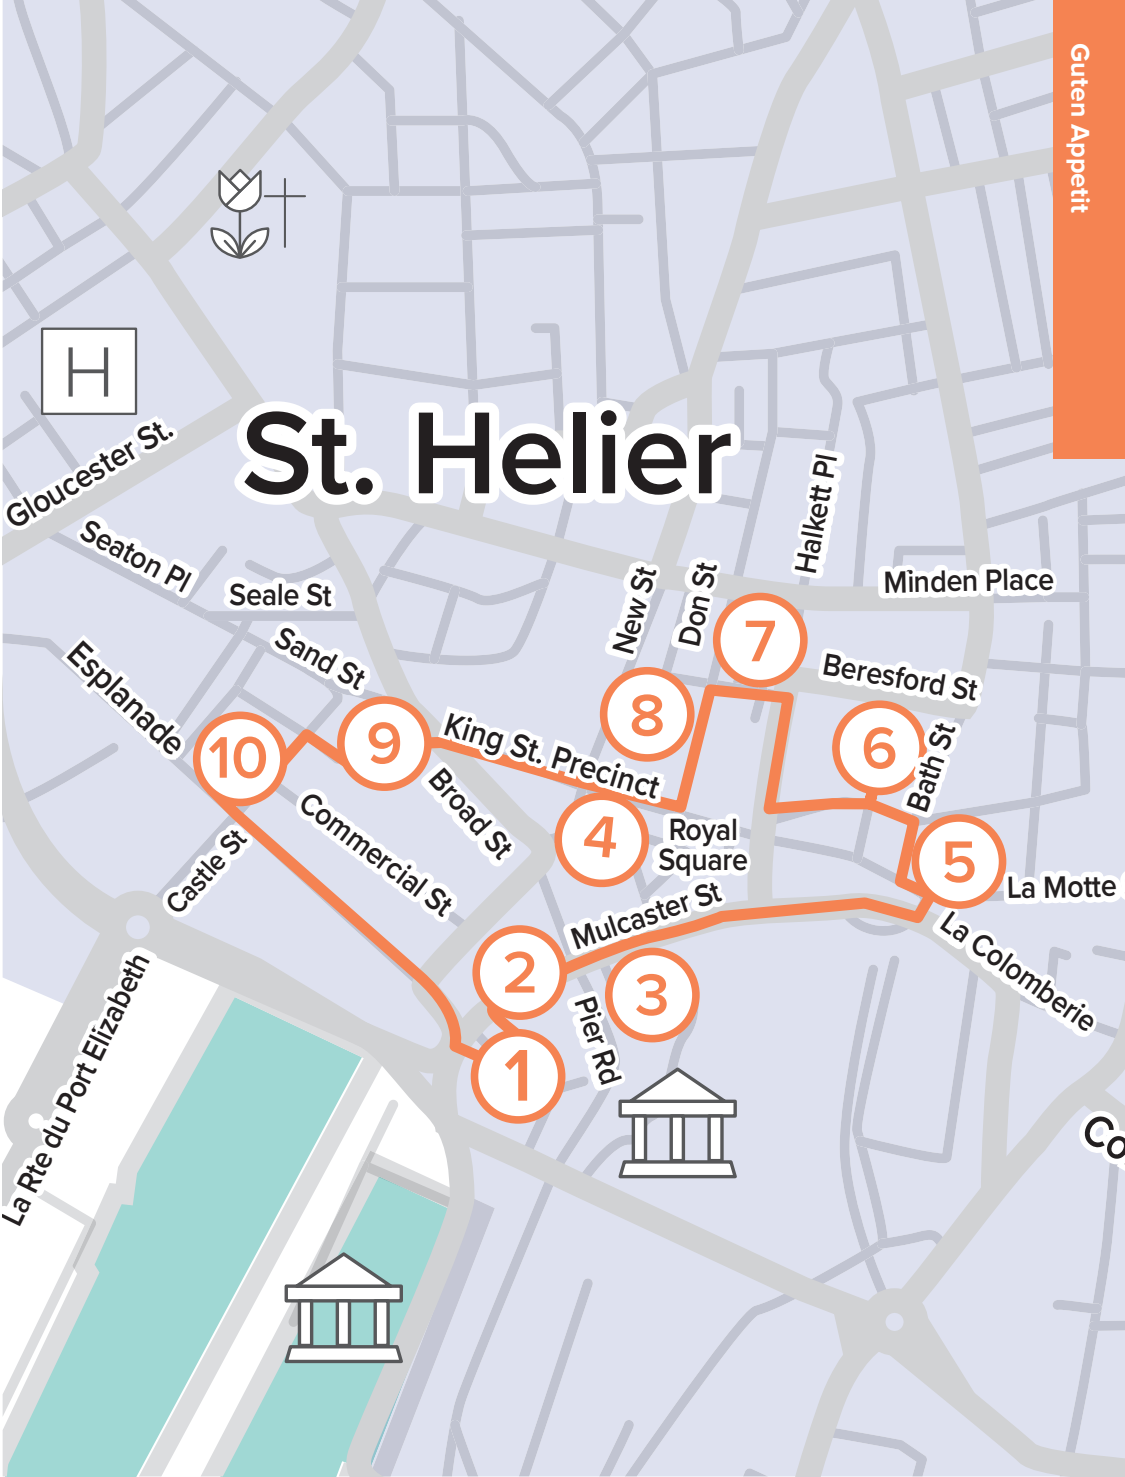 Guten Appetit
H
St. Helier
Gloucester St.
Seaton Pl
Seale St
Sand St
Esplanade
Halkett Pl
New St
Don St
Minden Place
7
Beresford St
8
6
Bath St
10
9
King St. Precinct
Broad St
4
Royal
Square
5
La Motte
Commercial St
Castle St
Mulcaster St
La Colomberie
2
3
Pier Rd
1
La Rte du Port Elizabeth
Co